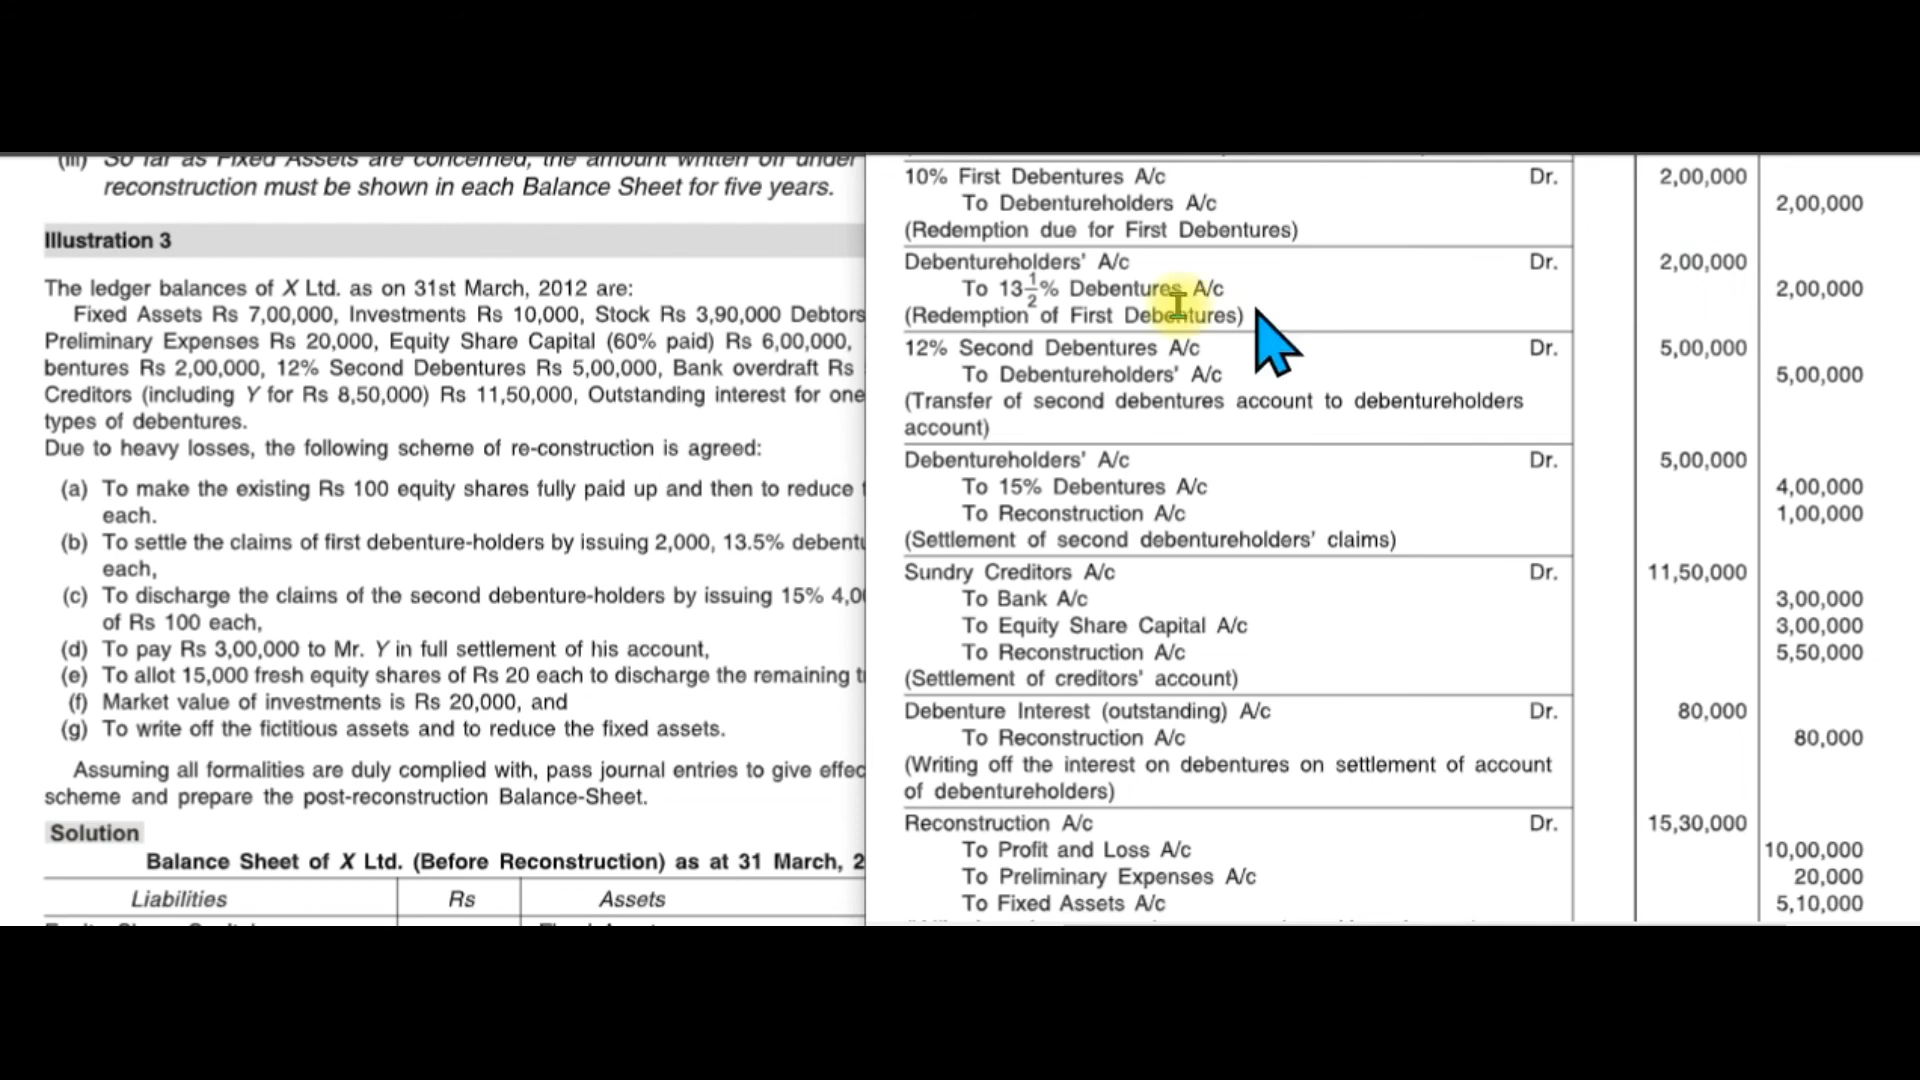 (iii) So far as Fixed Assets are concerned, the amount written off under
reconstruction must be shown in each Balance Sheet for five years.
Illustration 3
The ledger balances of X Ltd. as on 31st March, 2012 are:
Fixed Assets Rs 7,00,000, Investments Rs 10,000, Stock Rs 3,90,000 Debtors
Preliminary Expenses Rs 20,000, Equity Share Capital (60% paid) Rs 6,00,000,
bentures Rs 2,00,000, 12% Second Debentures Rs 5,00,000, Bank overdraft Rs
Creditors (including Y for Rs 8,50,000) Rs 11,50,000, Outstanding interest for one
types of debentures.
Due to heavy losses, the following scheme of re-construction is agreed:
(a) To make the existing Rs 100 equity shares fully paid up and then to reduce
each.
(b) To settle the claims of first debenture-holders by issuing 2,000, 13.5% debentu
each,
(c) To discharge the claims of the second debenture-holders by issuing 15% 4,0
of Rs 100 each,
(d) To pay Rs 3,00,000 to Mr. Y in full settlement of his account,
(e) To allot 15,000 fresh equity shares of Rs 20 each to discharge the remaining
(f) Market value of investments is Rs 20,000, and
(g) To write off the fictitious assets and to reduce the fixed assets.
Assuming all formalities are duly complied with, pass journal entries to give effec
scheme and prepare the post-reconstruction Balance-Sheet.
Solution
Balance Sheet of X Ltd. (Before Reconstruction) as at 31 March, 2
Liabilities Rs Assets
10% First Debentures A/c Dr. 2,00,000
To Debentureholders A/c 2,00,000
(Redemption due for First Debentures)
Debentureholders' A/c Dr. 2,00,000
To 13½% Debentures A/c 2,00,000
(Redemption of First Debentures)
12% Second Debentures A/c Dr. 5,00,000
To Debentureholders' A/c 5,00,000
(Transfer of second debentures account to debentureholders
account)
Debentureholders' A/c Dr. 5,00,000
To 15% Debentures A/c 4,00,000
To Reconstruction A/c 1,00,000
(Settlement of second debentureholders' claims)
Sundry Creditors A/c Dr. 11,50,000
To Bank A/c 3,00,000
To Equity Share Capital A/c 3,00,000
To Reconstruction A/c 5,50,000
(Settlement of creditors' account)
Debenture Interest (outstanding) A/c Dr. 80,000
To Reconstruction A/c 80,000
(Writing off the interest on debentures on settlement of account
of debentureholders)
Reconstruction A/c Dr. 15,30,000
To Profit and Loss A/c 10,00,000
To Preliminary Expenses A/c 20,000
To Fixed Assets A/c 5,10,000